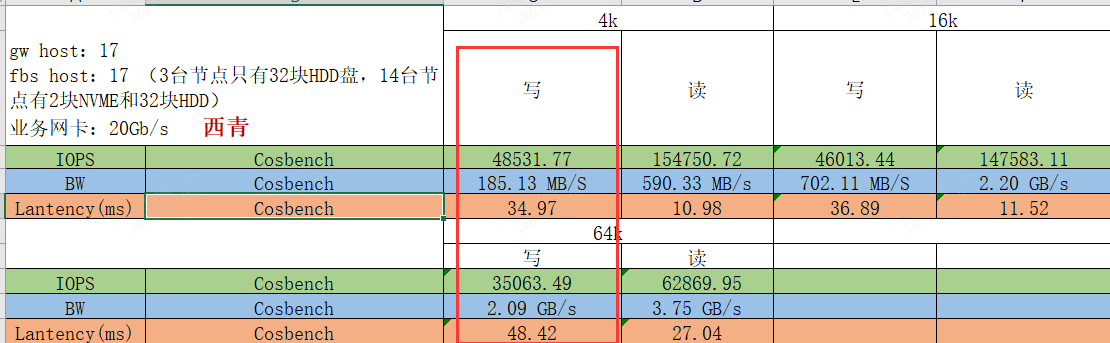 4k 16k
gw host: 17
fbs host: 17 （3台节点只有32块HDD盘，14台节
点有2块NVME和32块HDD）
业务网卡: 20Gb/s 西青
写 读 写 读
IOPS Cosbench 48531.77 154750.72 46013.44 147583.11
BW Cosbench 185.13 MB/S 590.33 MB/s 702.11 MB/S 2.20 GB/s
Lantency(ms) Cosbench 34.97 10.98 36.89 11.52
64k
写 读
IOPS Cosbench 35063.49 62869.95
BW Cosbench 2.09 GB/s 3.75 GB/s
Lantency(ms) Cosbench 48.42 27.04